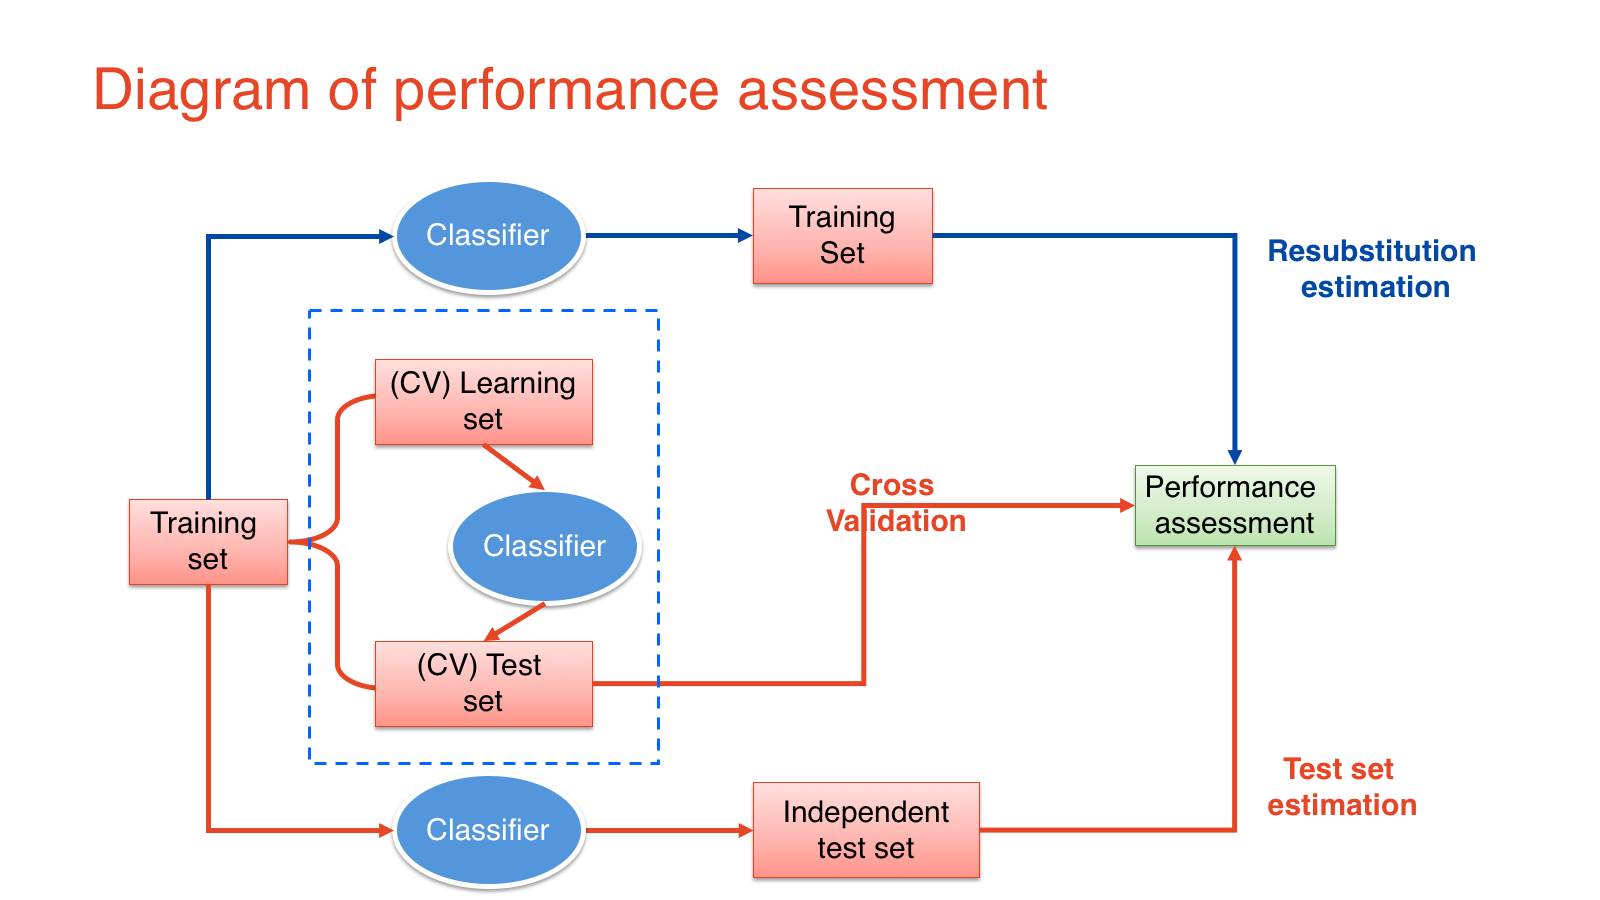 Diagram of performance assessment
Classifier
Training
Set
Resubstitution
estimation
(CV) Learning
set
Training
set
Classifier
Cross
Validation
Performance
assessment
(CV) Test
set
Classifier
Independent
test set
Test set
estimation